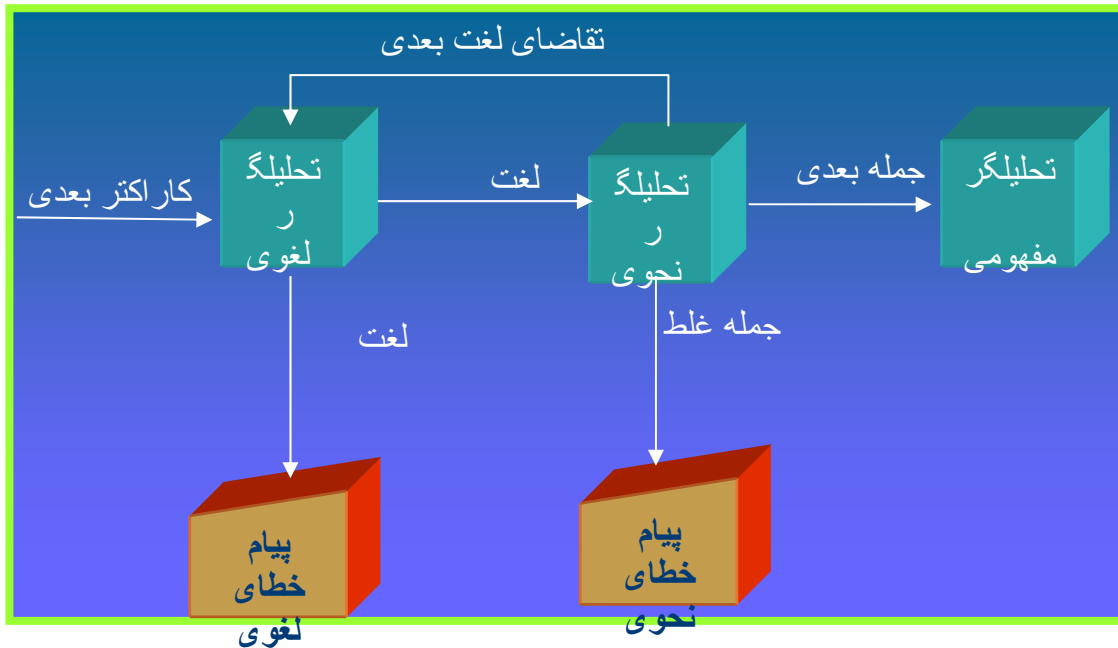 تقاضای لغت بعدی
کاراکتر بعدی
تحلیلگ
ر
لغوی
لغت
تحلیلگ
ر
نحوی
جمله بعدی
تحلیلگر
مفهومی
لغت
جمله غلط
پیام
خطای
لغوی
پیام
خطای
نحوی